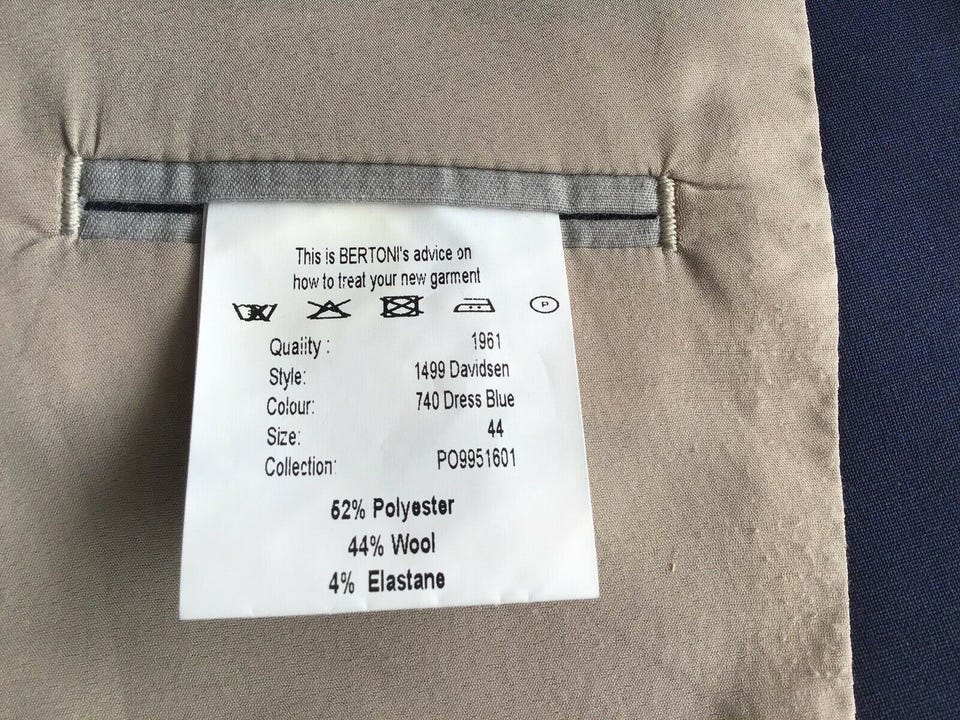 This is BERTONI's advice on
how to treat your new garment
P
Quality : 1961
Style: 1499 Davidsen
Colour: 740 Dress Blue
Size: 44
Collection: PO9951601
52% Polyester
44% Wool
4% Elastane